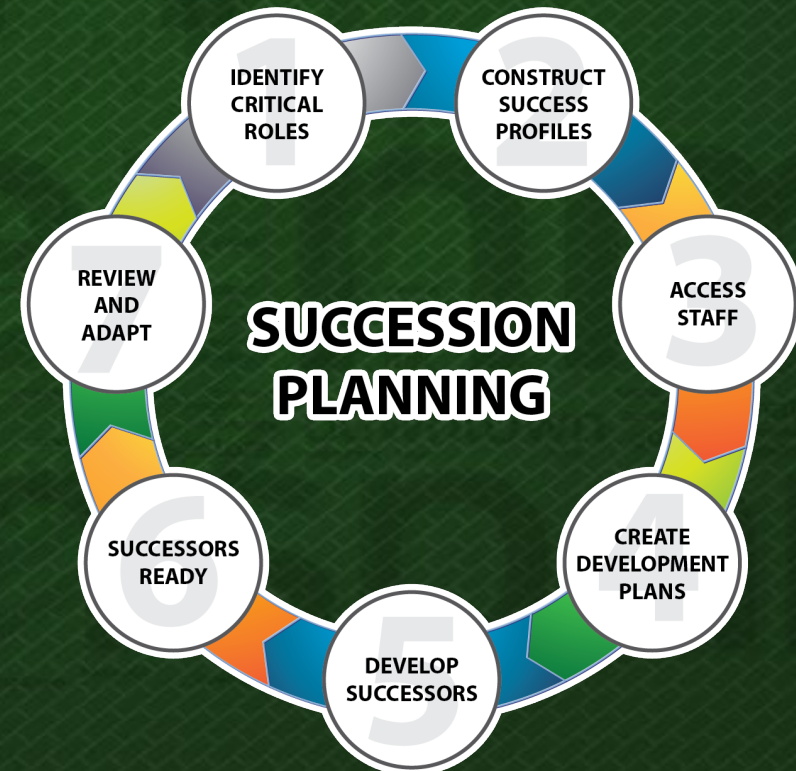 SUCCESSION
PLANNING
1
IDENTIFY
CRITICAL
ROLES
2
CONSTRUCT
SUCCESS
PROFILES
3
ACCESS
STAFF
4
CREATE
DEVELOPMENT
PLANS
5
DEVELOP
SUCCESSORS
6
SUCCESSORS
READY
7
REVIEW
AND
ADAPT